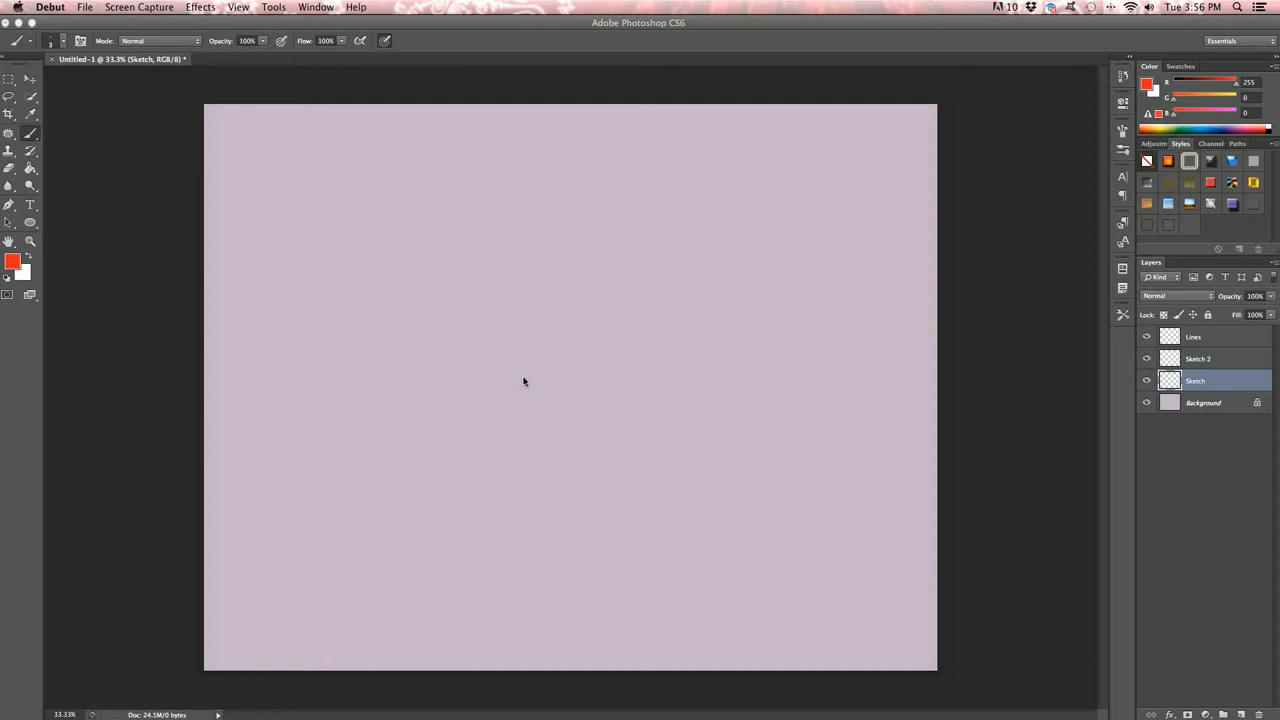 Debut File Screen Capture Effects View Tools Window Help 10 Tue 3:56 PM
Adobe Photoshop CS6
3 Mode: Normal Opacity: 100% Flow: 100% Essentials
× Untitled-1 @ 33.3% (Sketch, RGB/8) *
Color Swatches
R 255
G 0
B 0
Adjustm Styles Channel Paths
Layers
Kind
Normal Opacity: 100%
Lock: Fill: 100%
Lines
Sketch 2
Sketch
Background
33.33% Doc: 24.1M/0 bytes